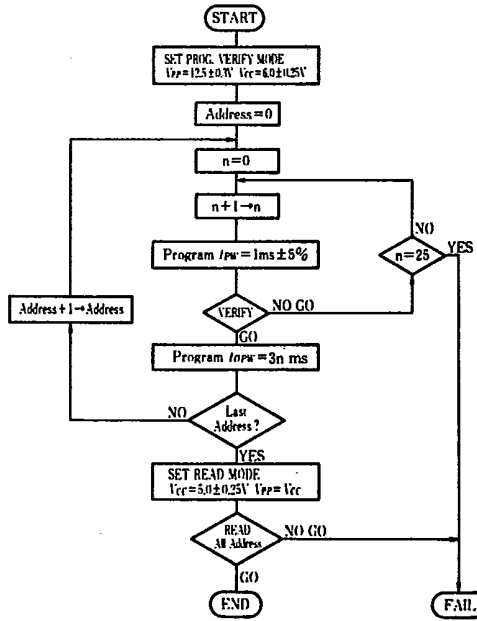 START
SET PROG. VERIFY MODE
VPP=12.5±0.3V VCC=6.0±0.25V
Address=0
n=0
n+1→n
NO
YES
Program tPW=1ms±5%
n=25
Address+1→Address
VERIFY
NO GO
GO
Program tOPW=3n ms
NO
Last
Address?
YES
SET READ MODE
VCC=5.0±0.25V VPP=VCC
READ
All Address
NO GO
GO
END
FAIL